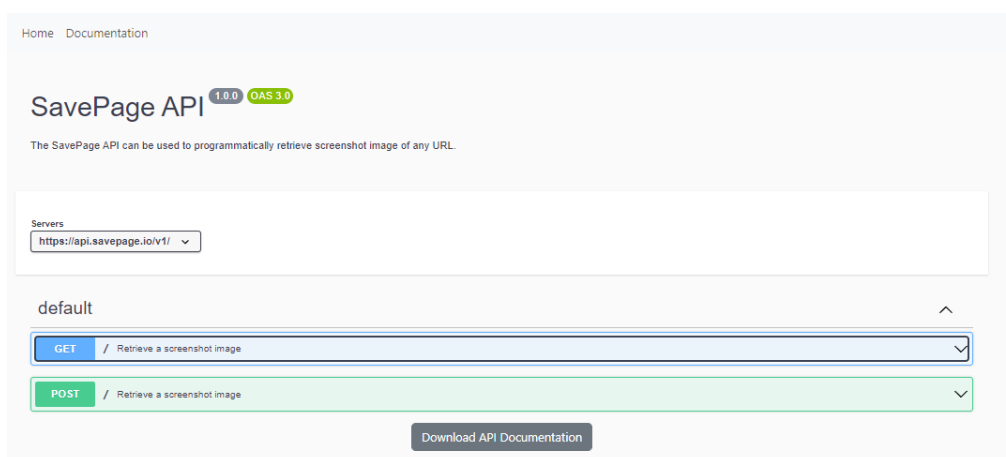 Home Documentation
SavePage API 1.0.0 OAS 3.0
The SavePage API can be used to programmatically retrieve screenshot image of any URL.
Servers
https://api.savepage.io/v1/
default
GET / Retrieve a screenshot image
POST / Retrieve a screenshot image
Download API Documentation